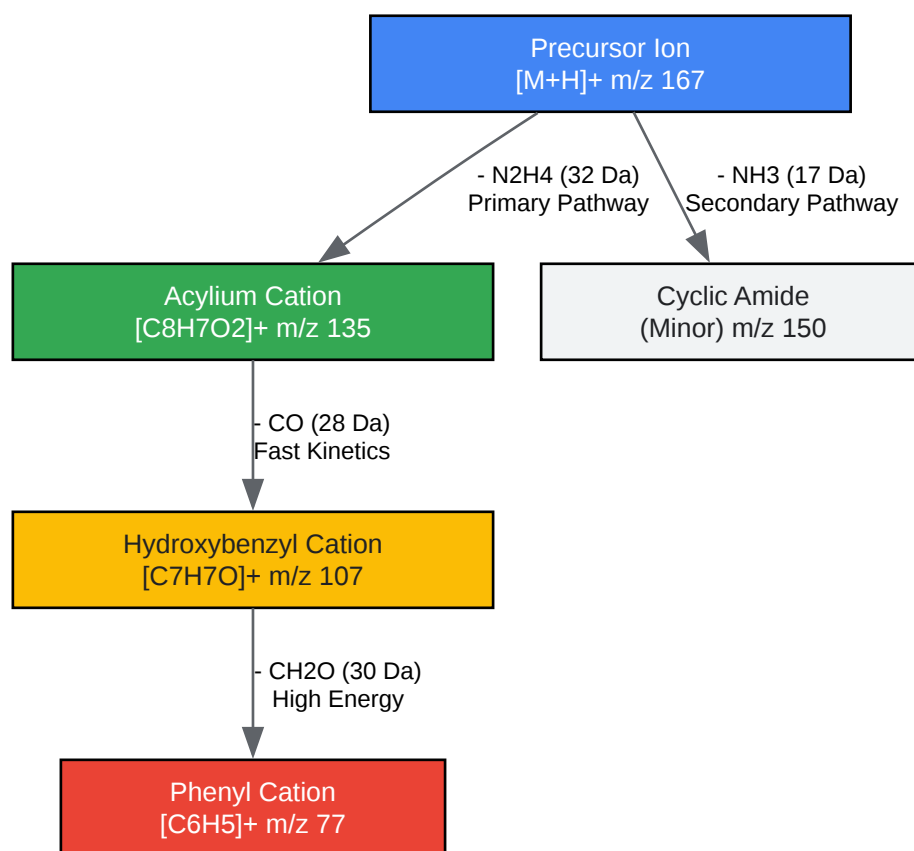 Precursor Ion
[M+H]+ m/z 167
- N2H4 (32 Da)
Primary Pathway
- NH3 (17 Da)
Secondary Pathway
Acylium Cation
[C8H7O2]+ m/z 135
Cyclic Amide
(Minor) m/z 150
- CO (28 Da)
Fast Kinetics
Hydroxybenzyl Cation
[C7H7O]+ m/z 107
- CH2O (30 Da)
High Energy
Phenyl Cation
[C6H5]+ m/z 77